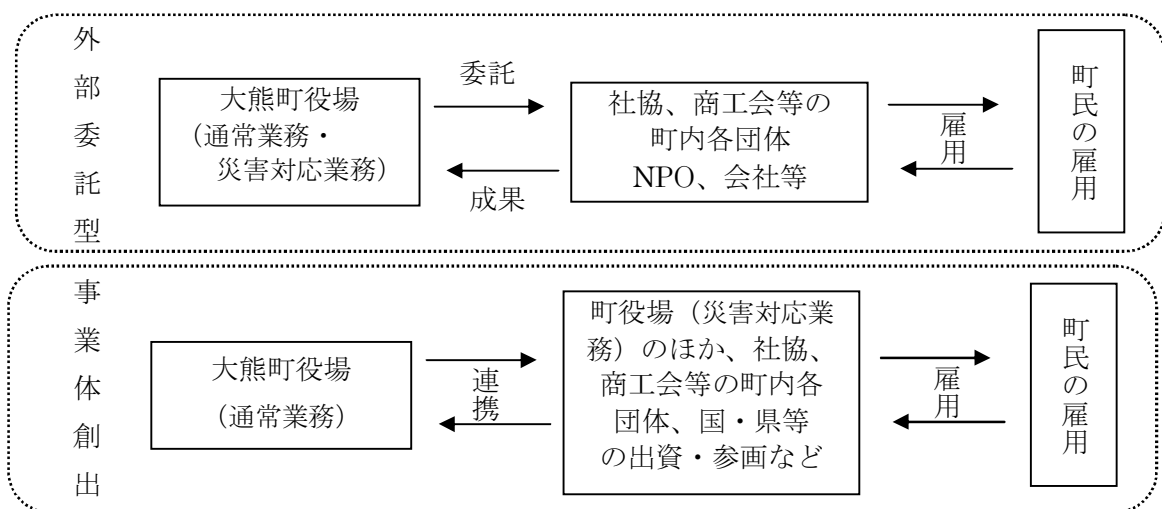 外部委託型
大熊町役場
（通常業務・
災害対応業務）
委託
成果
社協、商工会等の
町内各団体
NPO、会社等
雇用
町民の雇用
事業体創出
大熊町役場
（通常業務）
連携
町役場（災害対応業
務）のほか、社協、
商工会等の町内各
団体、国・県等
の出資・参画など
雇用
町民の雇用